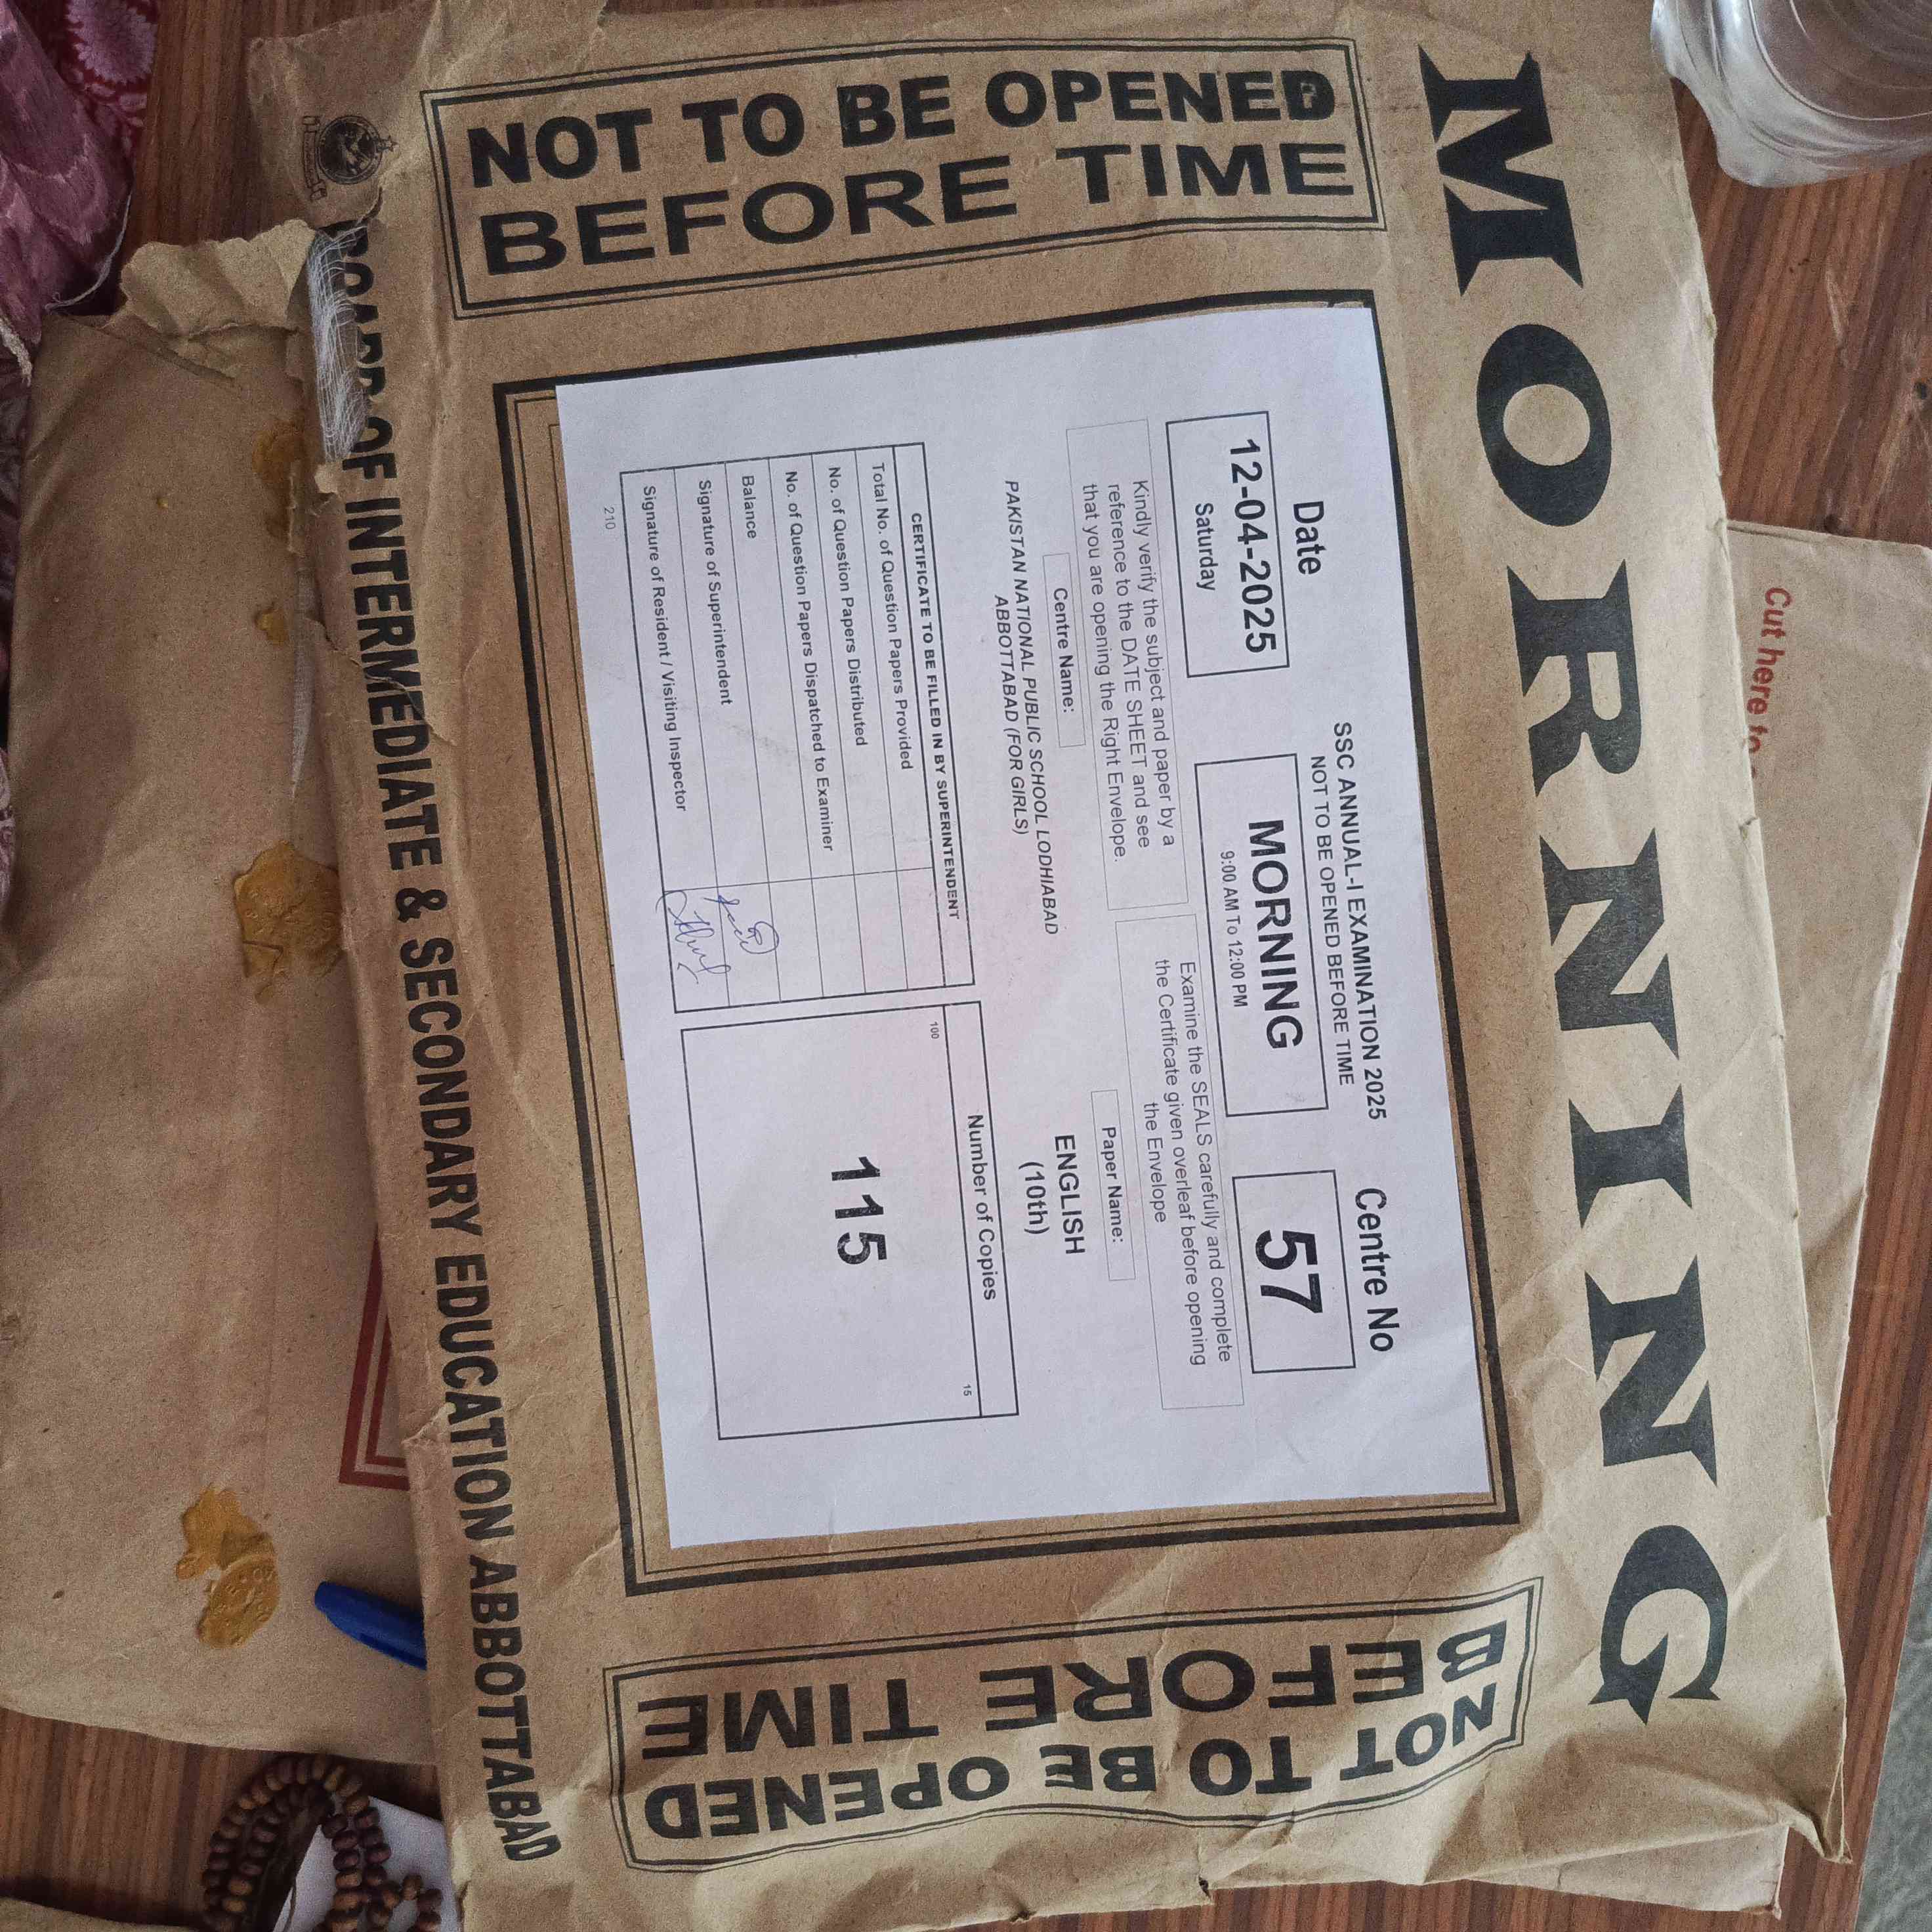 MORNING
NOT TO BE OPENED
BEFORE TIME
Date
12-04-2025
Saturday
SSC ANNUAL-I EXAMINATION 2025
NOT TO BE OPENED BEFORE TIME
MORNING
9:00 AM To 12:00 PM
Centre No
57
Kindly verify the subject and paper by a
reference to the DATE SHEET and see
that you are opening the Right Envelope.
Examine the SEALS carefully and complete
the Certificate given overleaf before opening
the Envelope
Centre Name:
PAKISTAN NATIONAL PUBLIC SCHOOL LODHIABAD
ABBOTTABAD (FOR GIRLS)
Paper Name:
ENGLISH
(10th)
CERTIFICATE TO BE FILLED IN BY SUPERINTENDENT
Total No. of Question Papers Provided
No. of Question Papers Distributed
No. of Question Papers Dispatched to Examiner
Balance
Signature of Superintendent
Signature of Resident / Visiting Inspector
210
Number of Copies
100
15
115
NOT TO BE OPENED
BEFORE TIME
BOARD OF INTERMEDIATE & SECONDARY EDUCATION ABBOTTABAD
Cut here to